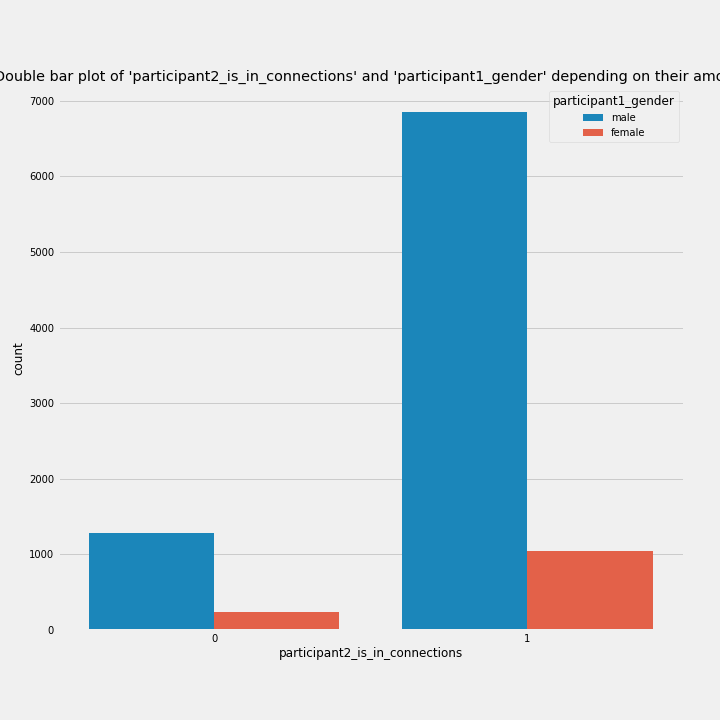 Double bar plot of 'participant2_is_in_connections' and 'participant1_gender' depending on their
7000
participant1_gender
male
female
6000
5000
4000
count
3000
2000
1000
0
0 1
participant2_is_in_connections